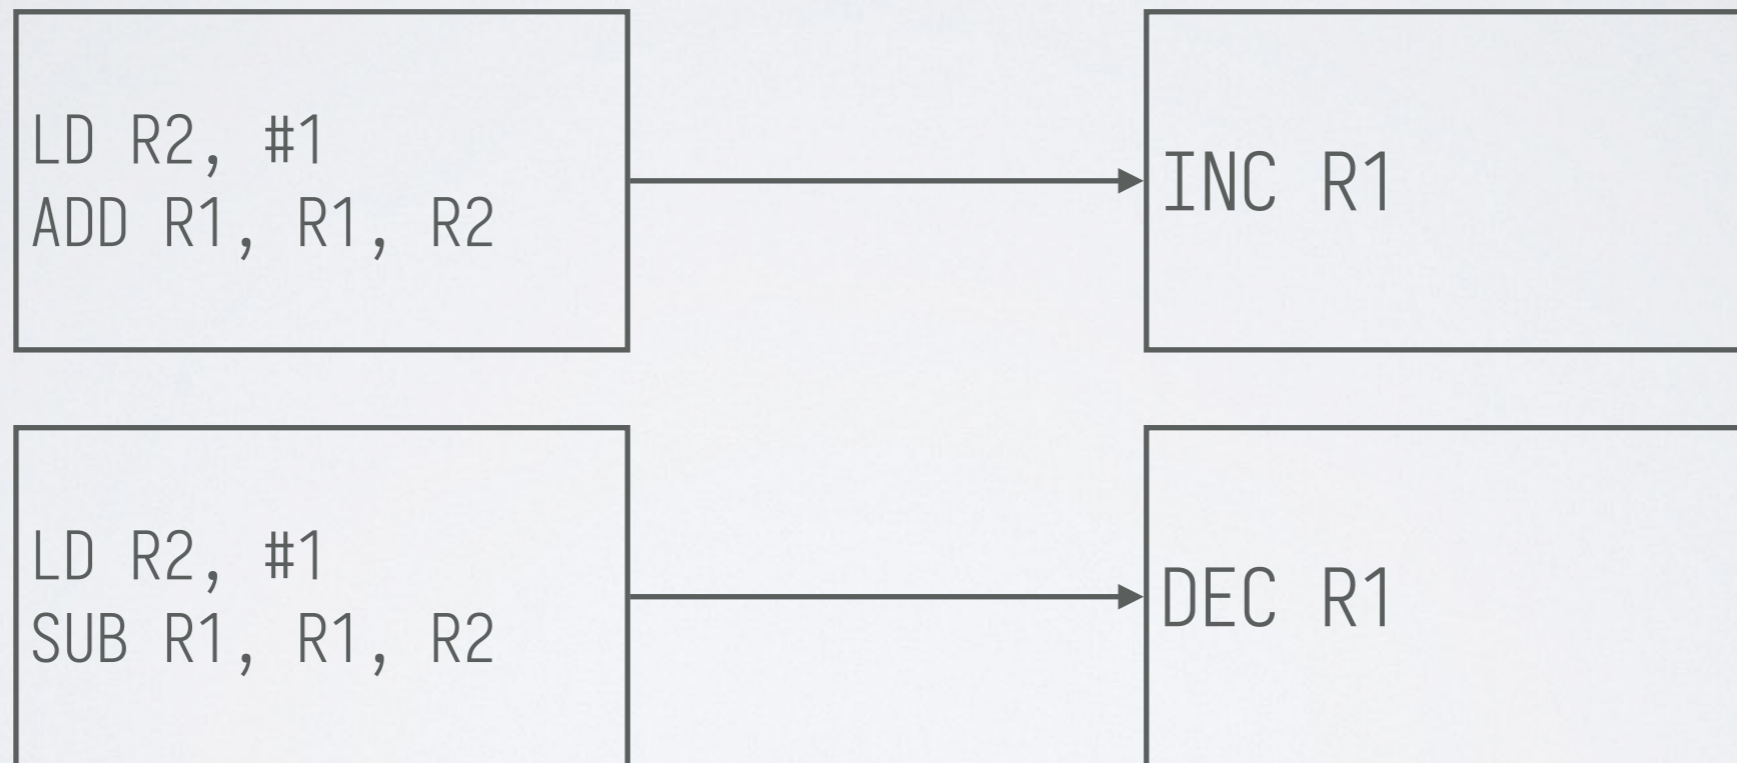 LD R2, #1
ADD R1, R1, R2
INC R1
LD R2, #1
SUB R1, R1, R2
DEC R1